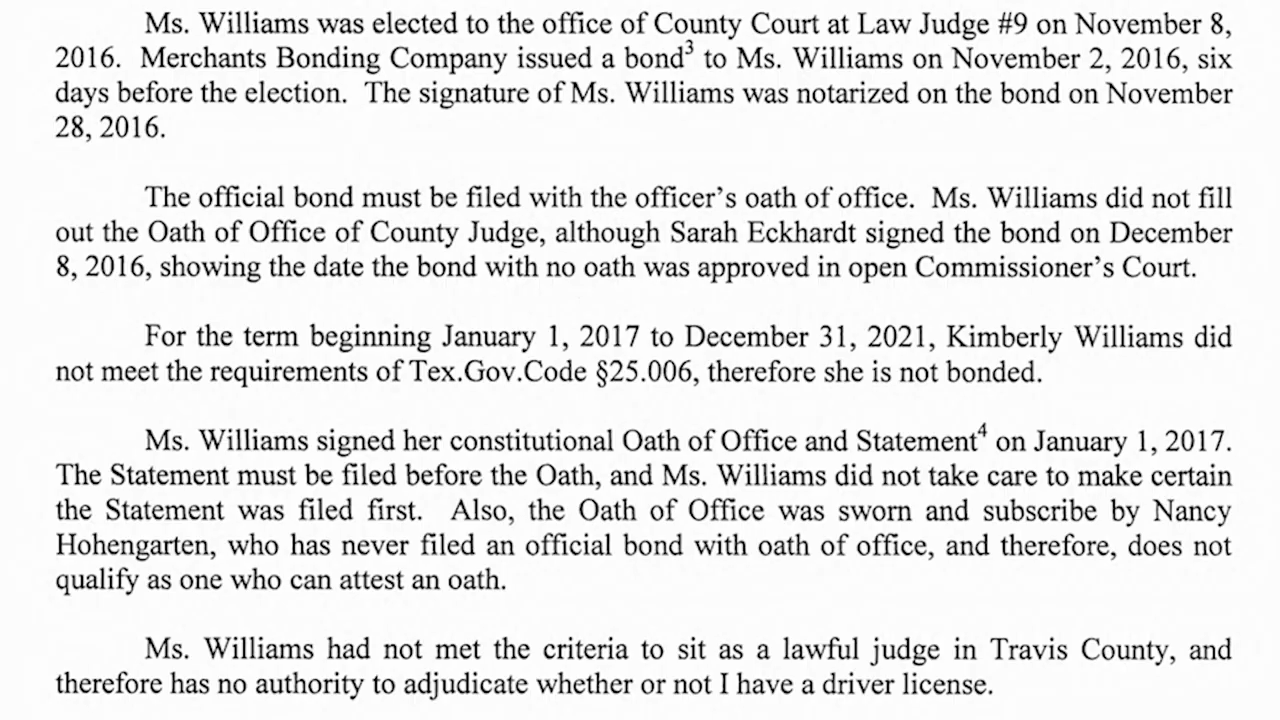 Ms. Williams was elected to the office of County Court at Law Judge #9 on November 8,
2016. Merchants Bonding Company issued a bond³ to Ms. Williams on November 2, 2016, six
days before the election. The signature of Ms. Williams was notarized on the bond on November
28, 2016.
The official bond must be filed with the officer's oath of office. Ms. Williams did not fill
out the Oath of Office of County Judge, although Sarah Eckhardt signed the bond on December
8, 2016, showing the date the bond with no oath was approved in open Commissioner's Court.
For the term beginning January 1, 2017 to December 31, 2021, Kimberly Williams did
not meet the requirements of Tex.Gov.Code §25.006, therefore she is not bonded.
Ms. Williams signed her constitutional Oath of Office and Statement⁴ on January 1, 2017.
The Statement must be filed before the Oath, and Ms. Williams did not take care to make certain
the Statement was filed first. Also, the Oath of Office was sworn and subscribe by Nancy
Hohengarten, who has never filed an official bond with oath of office, and therefore, does not
qualify as one who can attest an oath.
Ms. Williams had not met the criteria to sit as a lawful judge in Travis County, and
therefore has no authority to adjudicate whether or not I have a driver license.